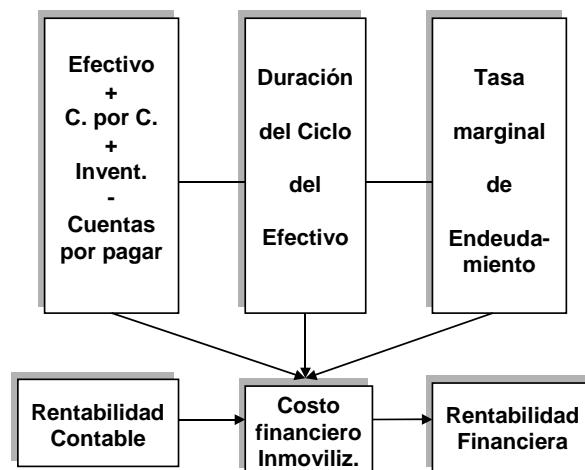 Efectivo
+
C. por C.
+
Invent.
-
Cuentas
por pagar
Duración
del Ciclo
del
Efectivo
Tasa
marginal
de
Endeuda-
miento
Rentabilidad
Contable
Costo
financiero
Inmoviliz.
Rentabilidad
Financiera